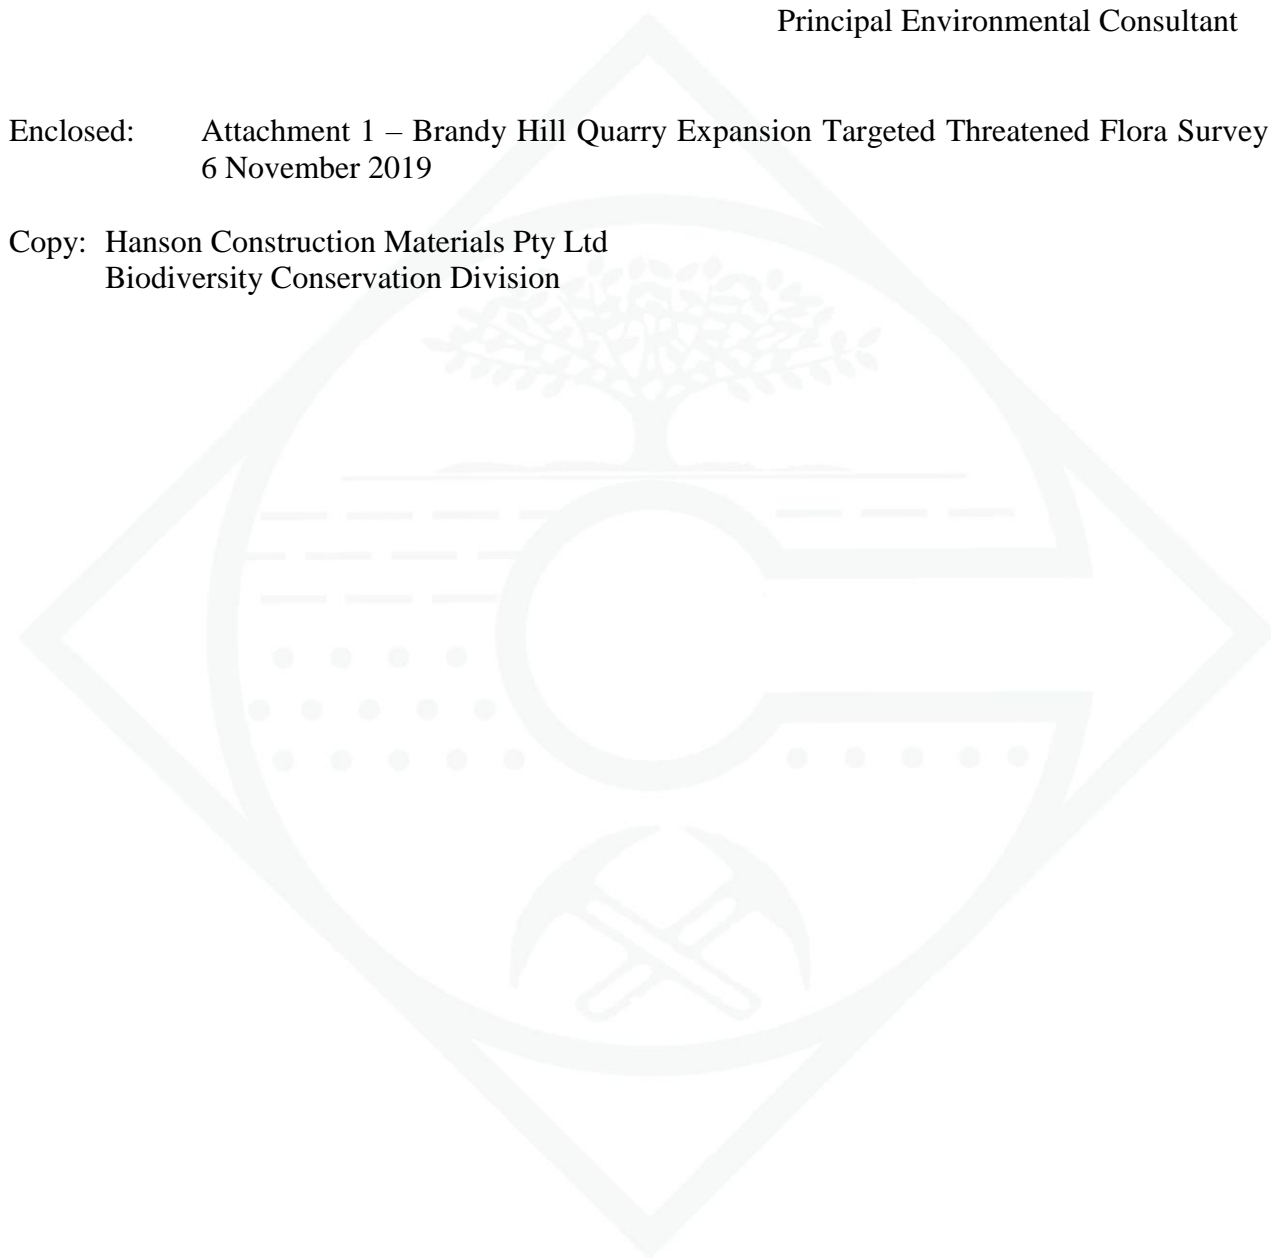 Principal Environmental Consultant
Enclosed: Attachment 1 – Brandy Hill Quarry Expansion Targeted Threatened Flora Survey
6 November 2019
Copy: Hanson Construction Materials Pty Ltd
Biodiversity Conservation Division